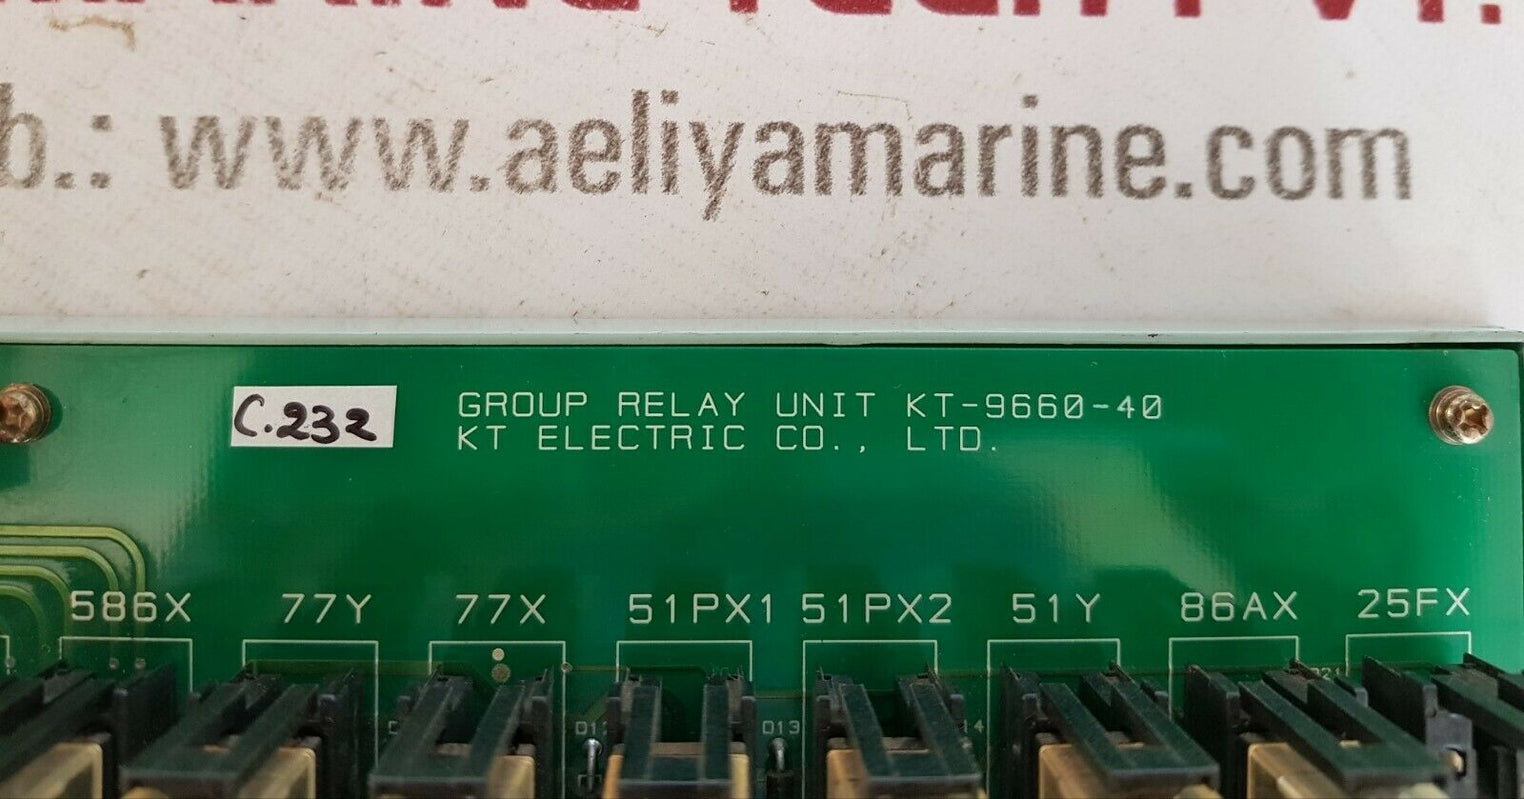 b.: www.aeliyamarine.com
C.232
GROUP RELAY UNIT KT-9660-40
KT ELECTRIC CO., LTD.
586X 77Y 77X 51PX1 51PX2 51Y 86AX 25FX
D13